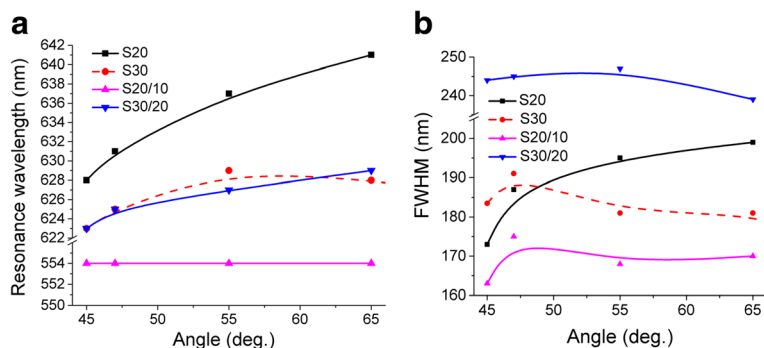 a
Resonance wavelength (nm)
642
640
638
636
634
632
630
628
626
624
622
554
552
550
S20
S30
S20/10
S30/20
45
50
55
60
65
Angle (deg.)
b
FWHM (nm)
250
240
200
190
180
170
160
S20
S30
S20/10
S30/20
45
50
55
60
65
Angle (deg.)